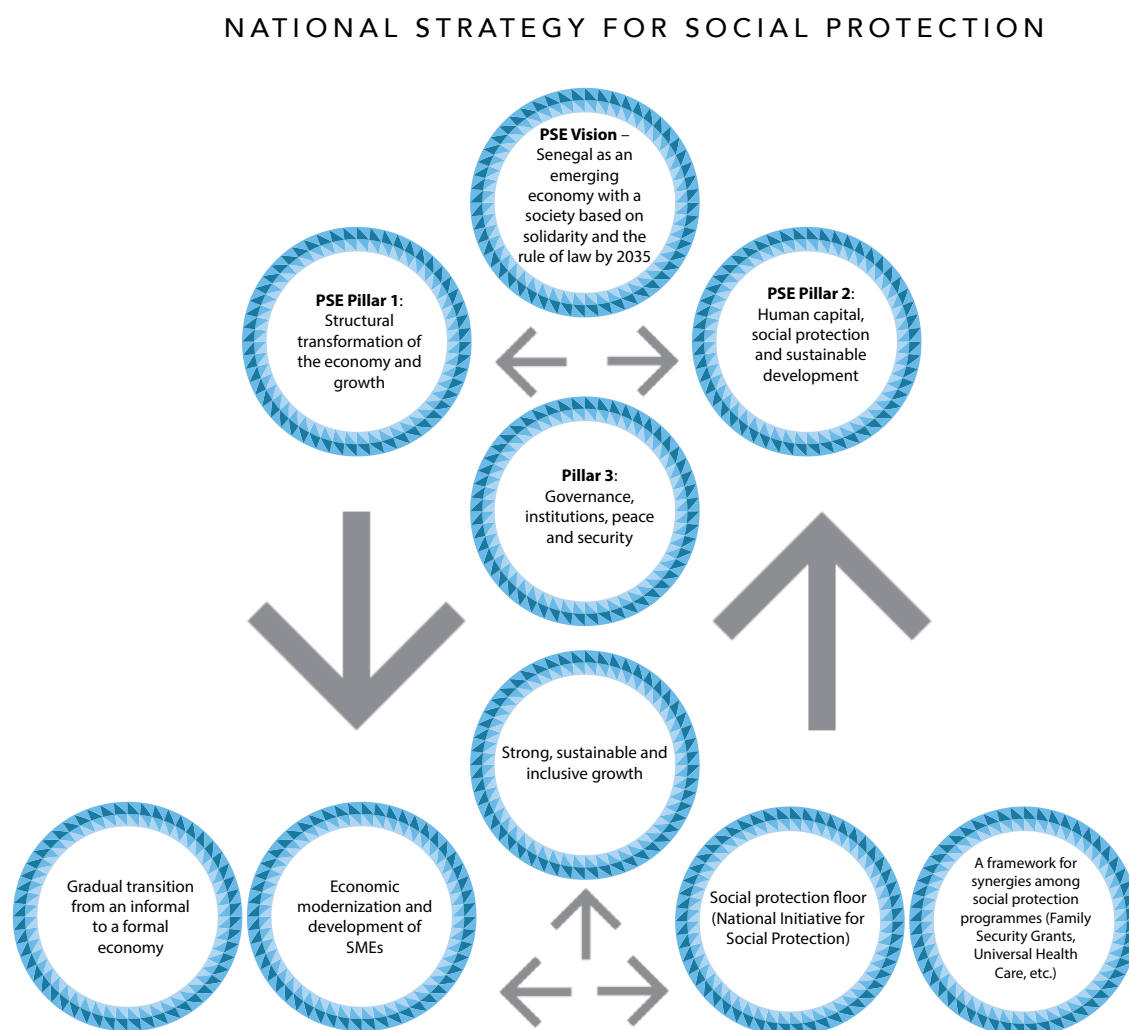 NATIONAL STRATEGY FOR SOCIAL PROTECTION
PSE Vision –
Senegal as an
emerging
economy with a
society based on
solidarity and the
rule of law by 2035
PSE Pillar 1:
Structural
transformation of
the economy and
growth
PSE Pillar 2:
Human capital,
social protection
and sustainable
development
Pillar 3:
Governance,
institutions, peace
and security
Strong, sustainable and
inclusive growth
Gradual transition
from an informal
to a formal
economy
Economic
modernization and
development of
SMEs
Social protection floor
(National Initiative for
Social Protection)
A framework for
synergies among
social protection
programmes (Family
Security Grants,
Universal Health
Care, etc.)